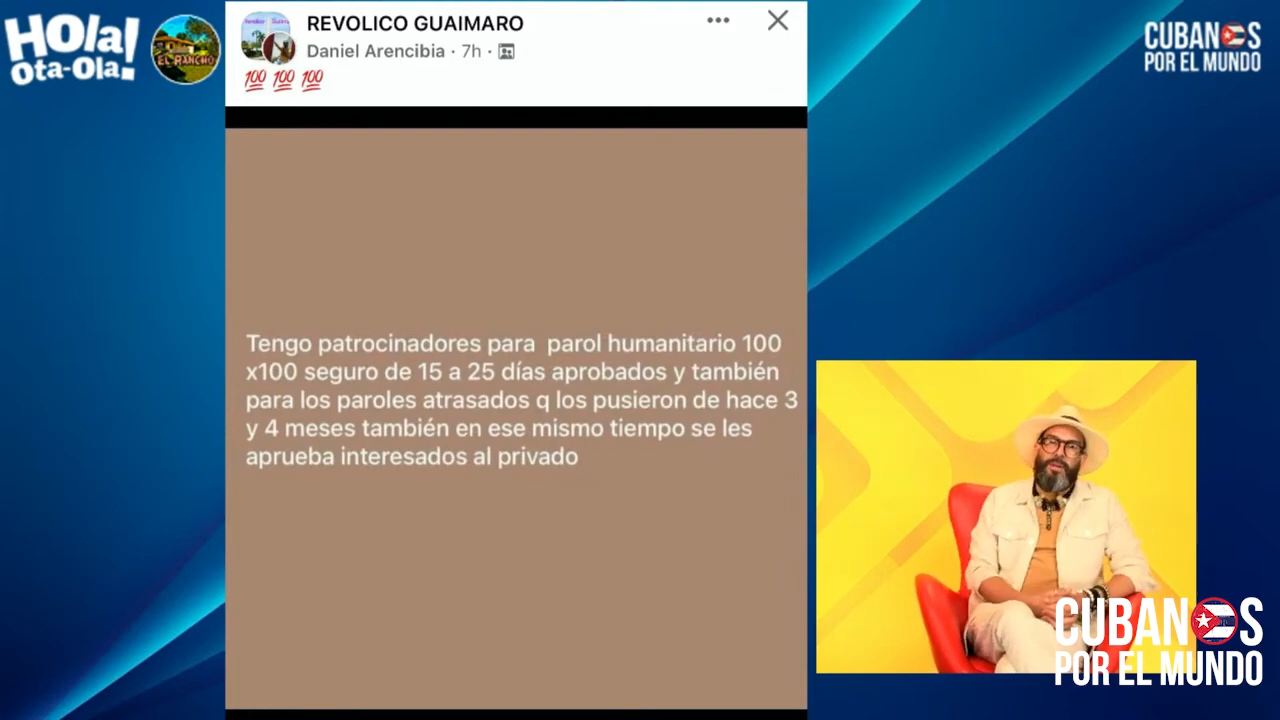 HOla!
Ota-Ola!
EL RANCHO
REVOLICO GUAIMARO
Daniel Arencibia · 7h ·
💯 💯 💯
CUBANOS
POR EL MUNDO
Tengo patrocinadores para  parol humanitario 100
x100 seguro de 15 a 25 días aprobados y también
para los paroles atrasados q los pusieron de hace 3
y 4 meses también en ese mismo tiempo se les
aprueba interesados al privado
CUBANOS
POR EL MUNDO